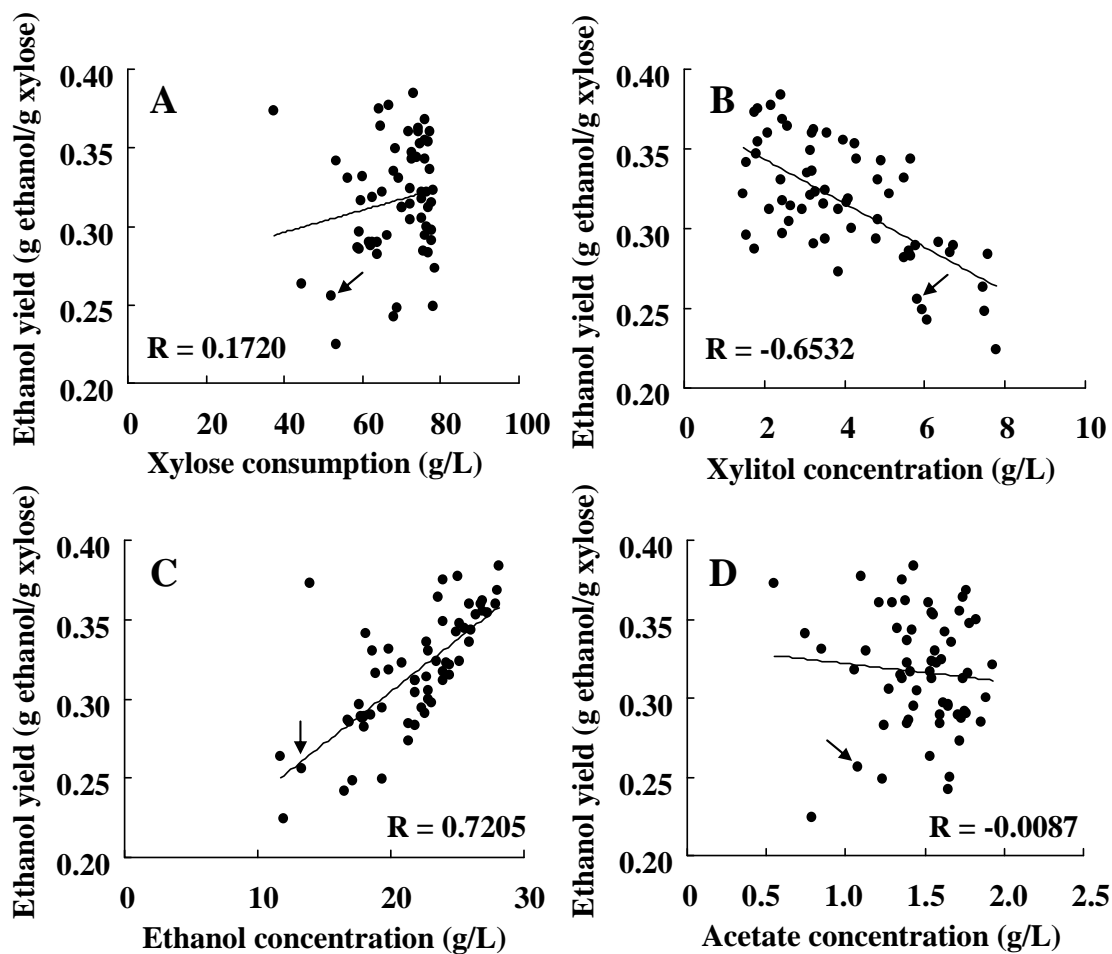 A
Ethanol yield (g ethanol/g xylose)
0.40
0.35
0.30
0.25
0.20
R = 0.1720
0 20 40 60 80 100
Xylose consumption (g/L)
B
Ethanol yield (g ethanol/g xylose)
0.40
0.35
0.30
0.25
0.20
R = -0.6532
0 2 4 6 8 10
Xylitol concentration (g/L)
C
Ethanol yield (g ethanol/g xylose)
0.40
0.35
0.30
0.25
0.20
R = 0.7205
0 10 20 30
Ethanol concentration (g/L)
D
Ethanol yield (g ethanol/g xylose)
0.40
0.35
0.30
0.25
0.20
R = -0.0087
0 0.5 1.0 1.5 2.0 2.5
Acetate concentration (g/L)